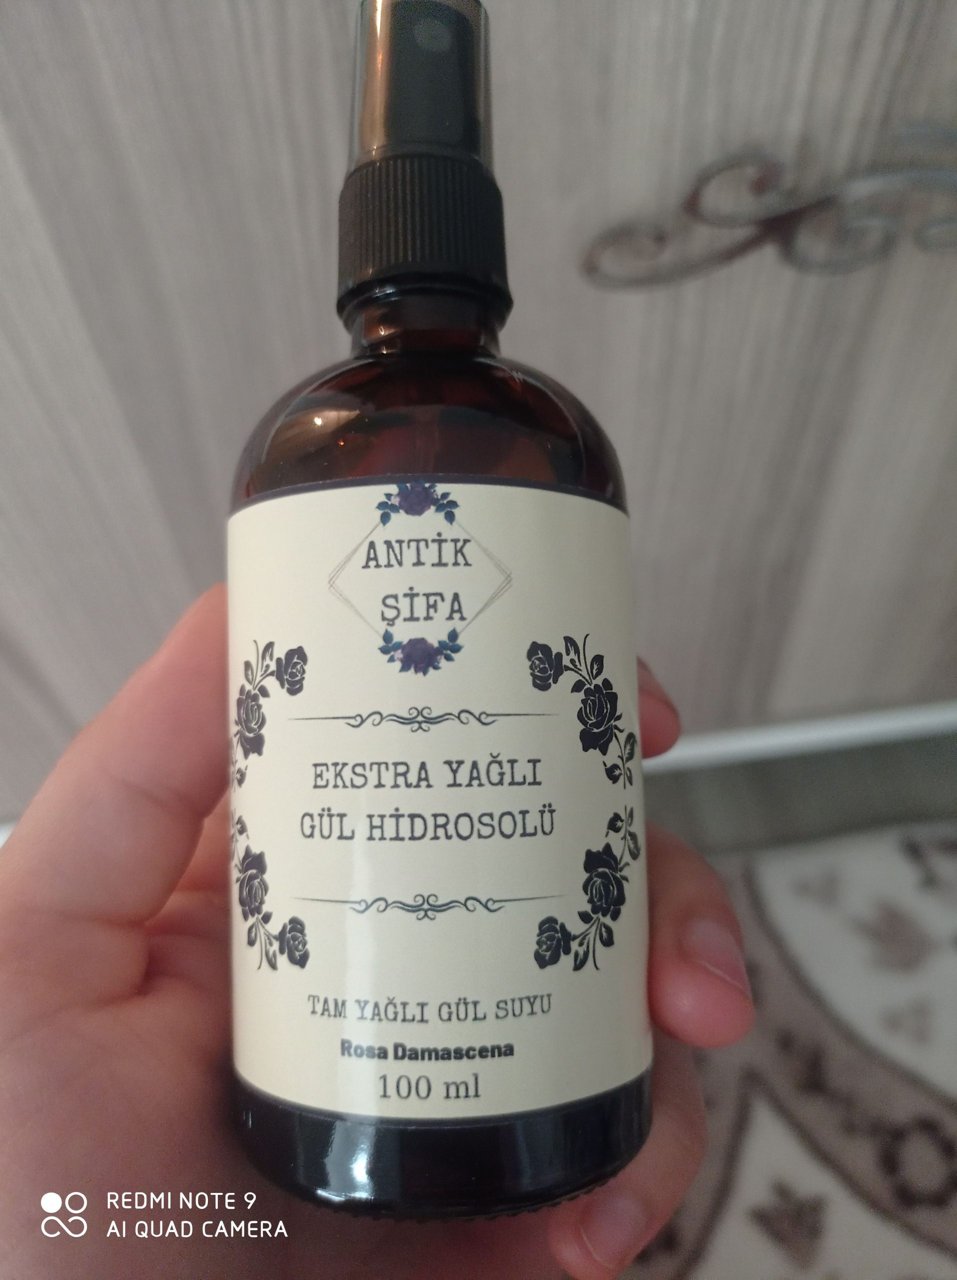 ANTİK
ŞİFA
EKSTRA YAĞLI
GÜL HİDROSOLÜ
TAM YAĞLI GÜL SUYU
Rosa Damascena
100 ml
REDMI NOTE 9
AI QUAD CAMERA